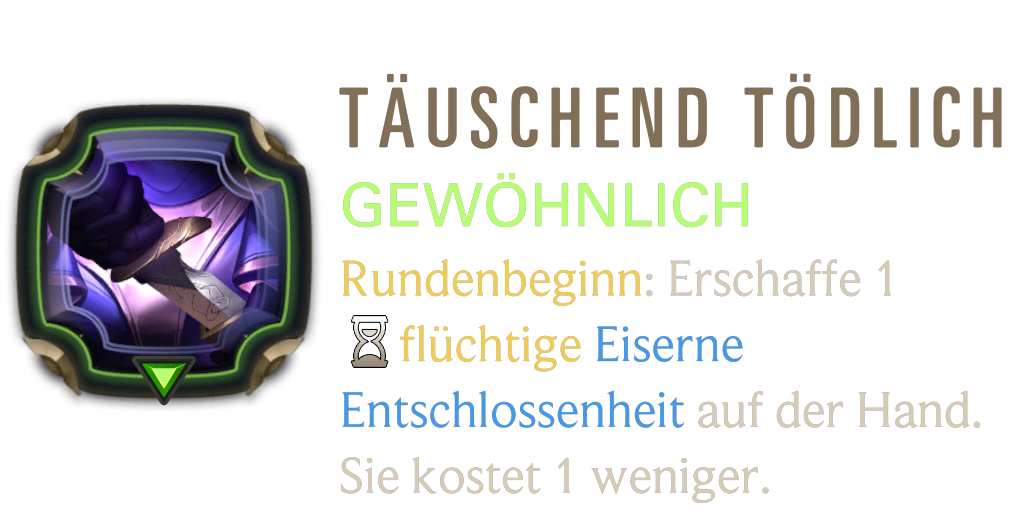 TÄUSCHEND TÖDLICH
GEWÖHNLICH
Rundenbeginn: Erschaffe 1
flüchtige Eiserne
Entschlossenheit auf der Hand.
Sie kostet 1 weniger.